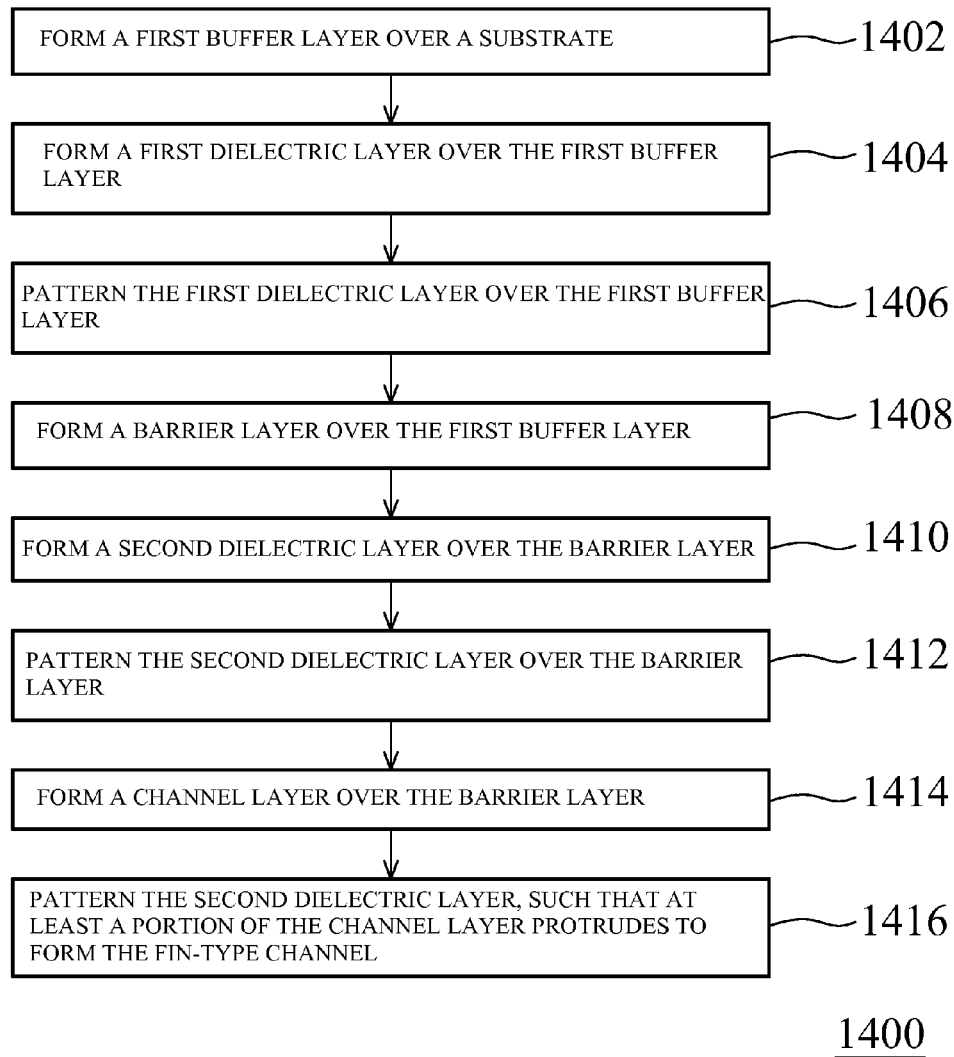 FORM A FIRST BUFFER LAYER OVER A SUBSTRATE
1402
FORM A FIRST DIELECTRIC LAYER OVER THE FIRST BUFFER
LAYER
1404
PATTERN THE FIRST DIELECTRIC LAYER OVER THE FIRST BUFFER
LAYER
1406
FORM A BARRIER LAYER OVER THE FIRST BUFFER LAYER
1408
FORM A SECOND DIELECTRIC LAYER OVER THE BARRIER LAYER
1410
PATTERN THE SECOND DIELECTRIC LAYER OVER THE BARRIER
LAYER
1412
FORM A CHANNEL LAYER OVER THE BARRIER LAYER
1414
PATTERN THE SECOND DIELECTRIC LAYER, SUCH THAT AT
LEAST A PORTION OF THE CHANNEL LAYER PROTRUDES TO
FORM THE FIN-TYPE CHANNEL
1416
1400